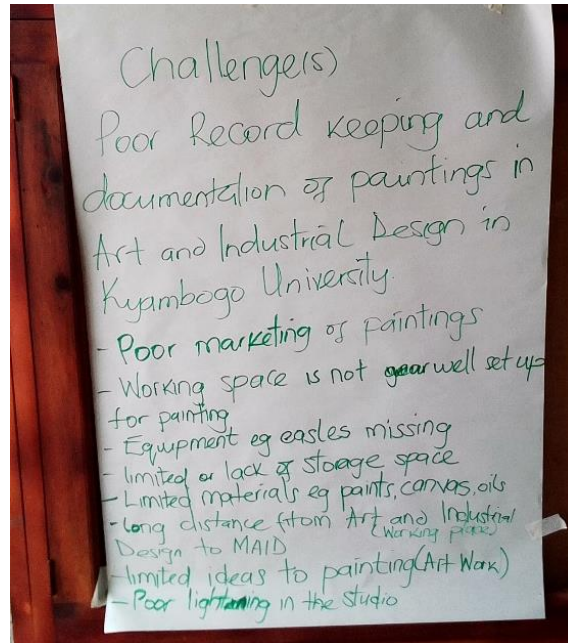 Challenge(s)
Poor Record keeping and
documentation of paintings in
Art and Industrial Design in
Kyambogo University.
- Poor marketing of paintings
- Working space is not well set up
for painting
- Equipment eg easles missing
- limited or lack of storage space
- Limited materials eg paints, canvas, oils
- long distance from Art and Industrial
(Working place)
Design to MAID
- limited ideas to painting (Art Work)
- Poor lightening in the studio